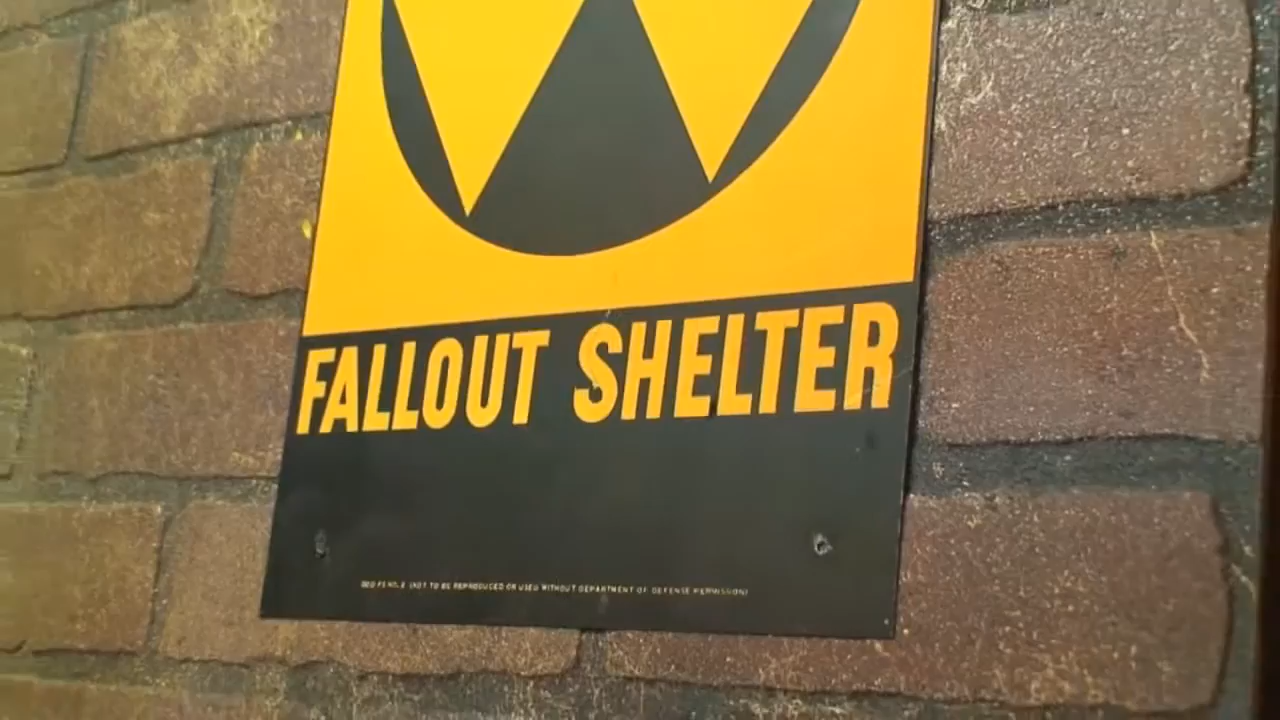 FALLOUT SHELTER
NOT TO BE REPRODUCED OR USED WITHOUT DEPARTMENT OF DEFENSE PERMISSION